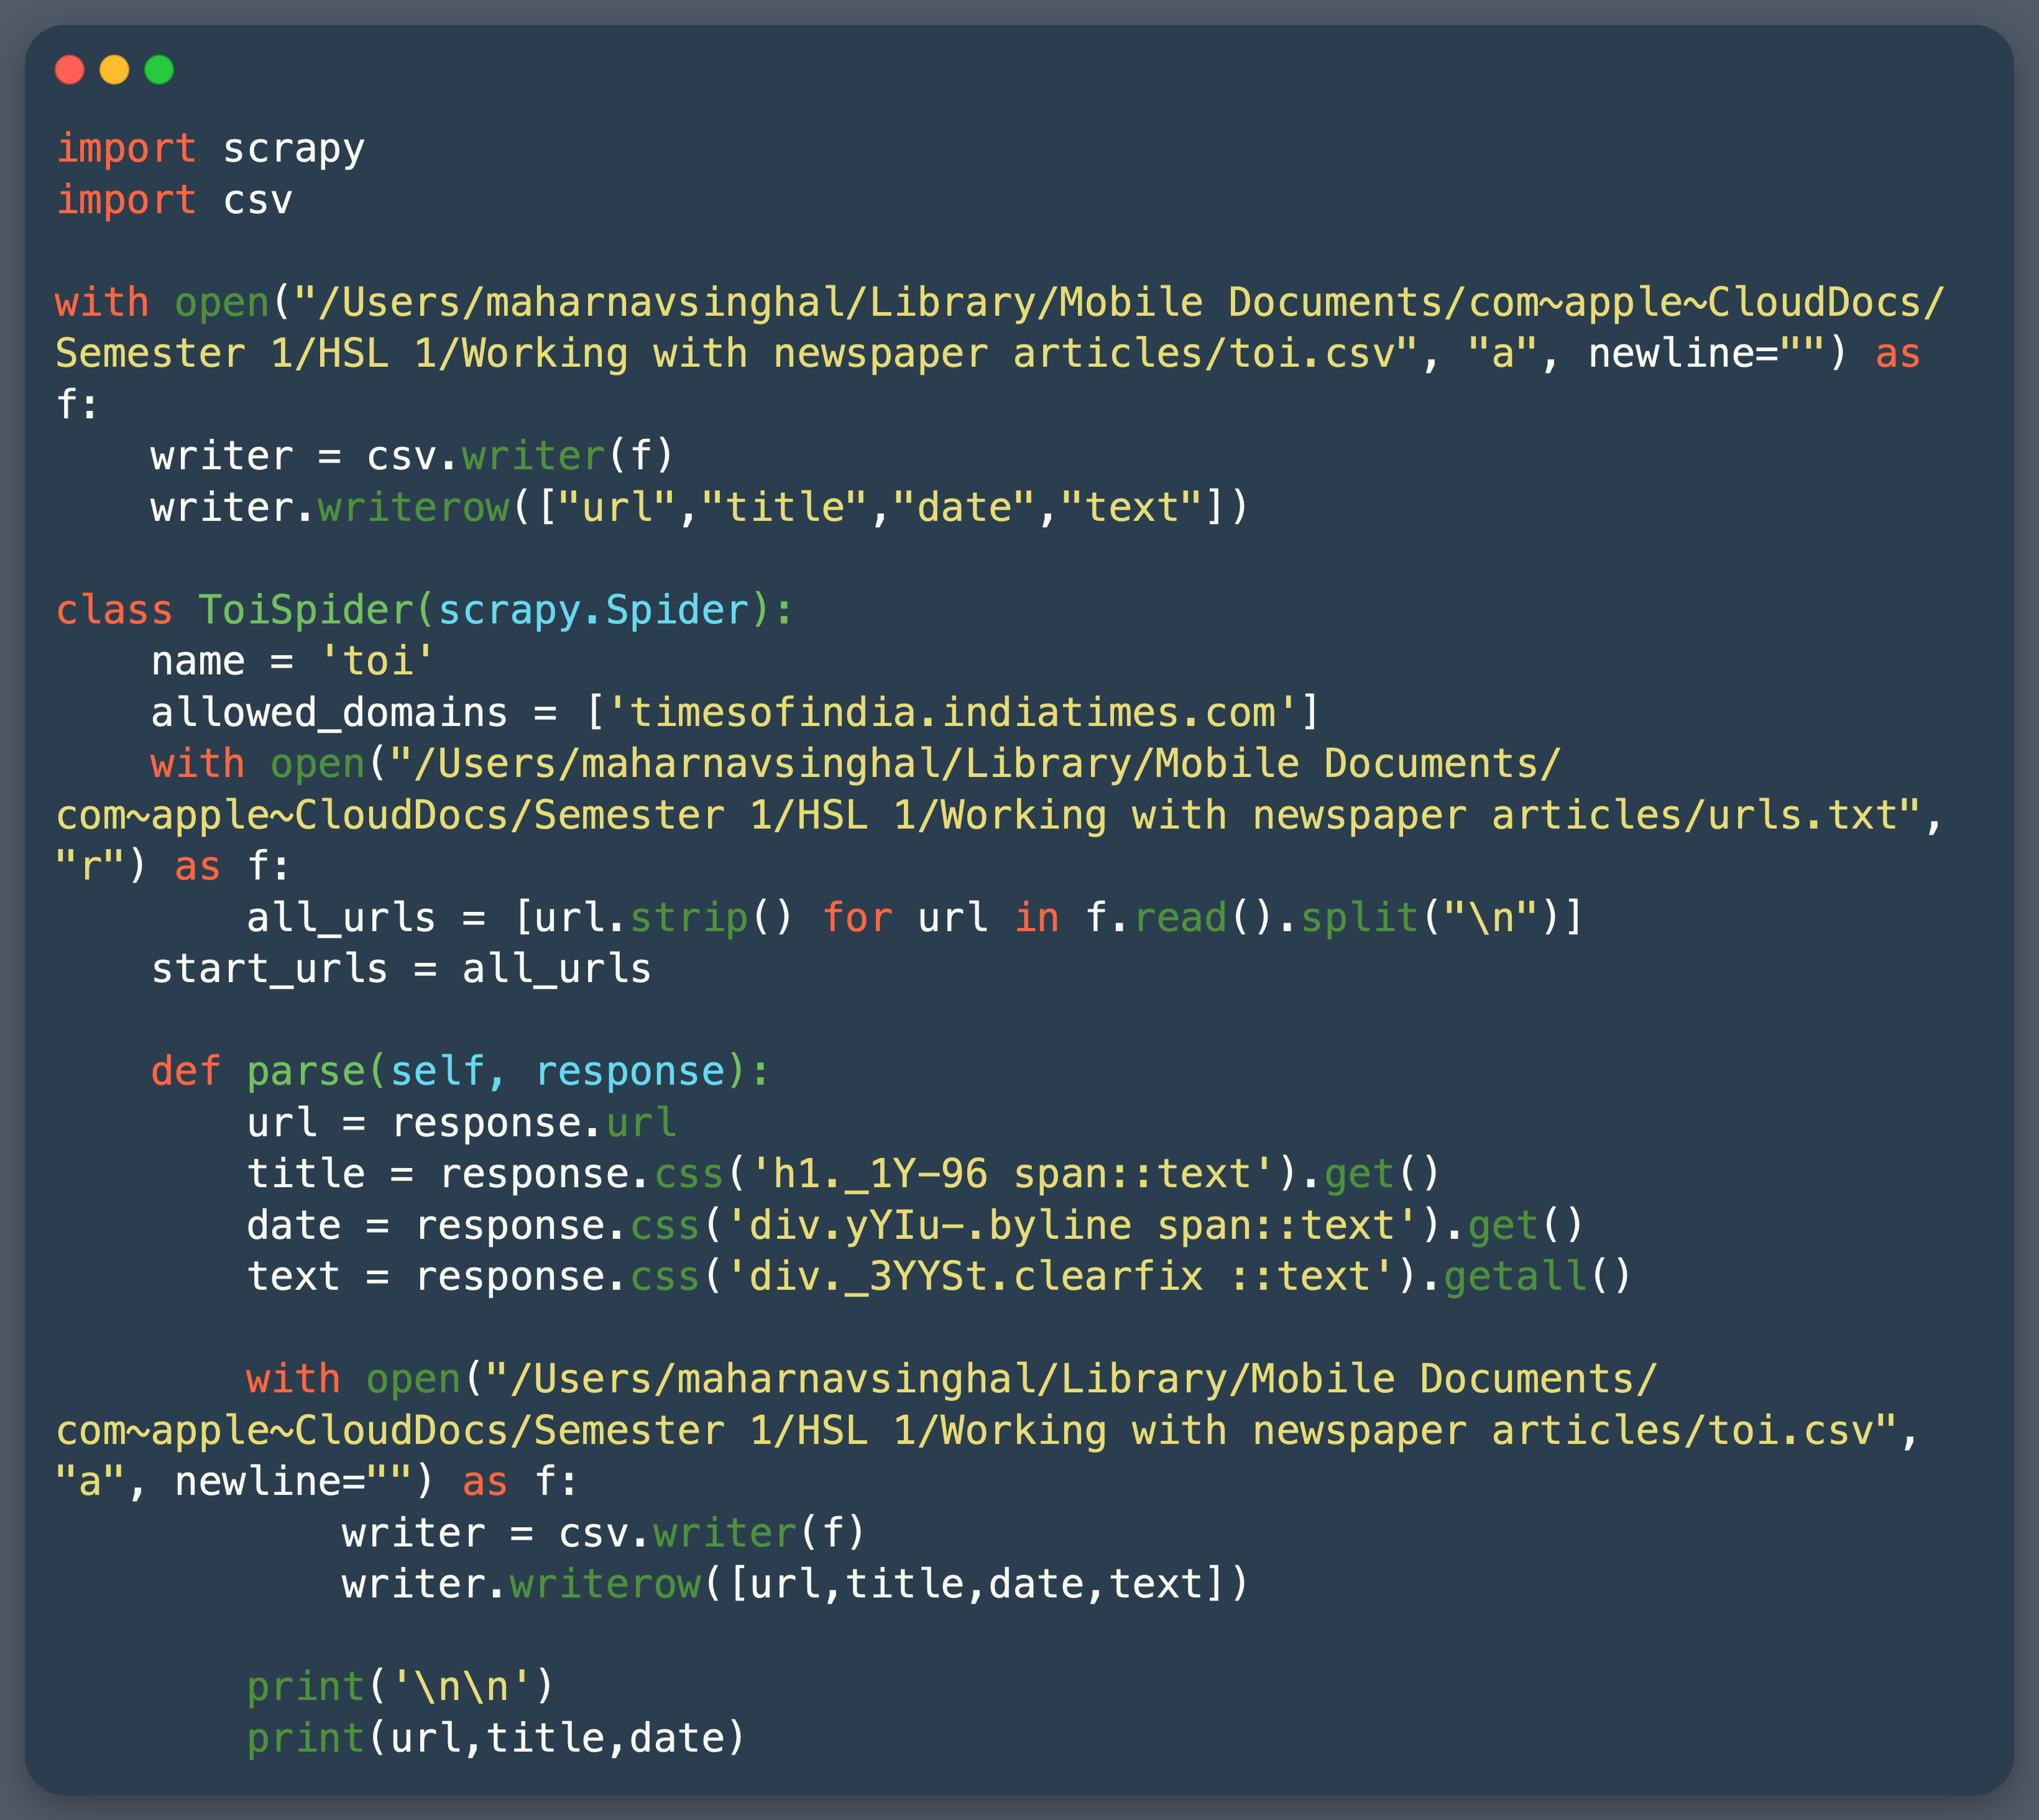 import scrapy
import csv

with open("/Users/maharnavsinghal/Library/Mobile Documents/com~apple~CloudDocs/
Semester 1/HSL 1/Working with newspaper articles/toi.csv", "a", newline="") as
f:
    writer = csv.writer(f)
    writer.writerow(["url","title","date","text"])

class ToiSpider(scrapy.Spider):
    name = 'toi'
    allowed_domains = ['timesofindia.indiatimes.com']
    with open("/Users/maharnavsinghal/Library/Mobile Documents/
com~apple~CloudDocs/Semester 1/HSL 1/Working with newspaper articles/urls.txt",
"r") as f:
        all_urls = [url.strip() for url in f.read().split("\n")]
    start_urls = all_urls

    def parse(self, response):
        url = response.url
        title = response.css('h1._1Y-96 span::text').get()
        date = response.css('div.yYIu-.byline span::text').get()
        text = response.css('div._3YYSt.clearfix ::text').getall()

        with open("/Users/maharnavsinghal/Library/Mobile Documents/
com~apple~CloudDocs/Semester 1/HSL 1/Working with newspaper articles/toi.csv",
"a", newline="") as f:
            writer = csv.writer(f)
            writer.writerow([url,title,date,text])

        print('\n\n')
        print(url,title,date)